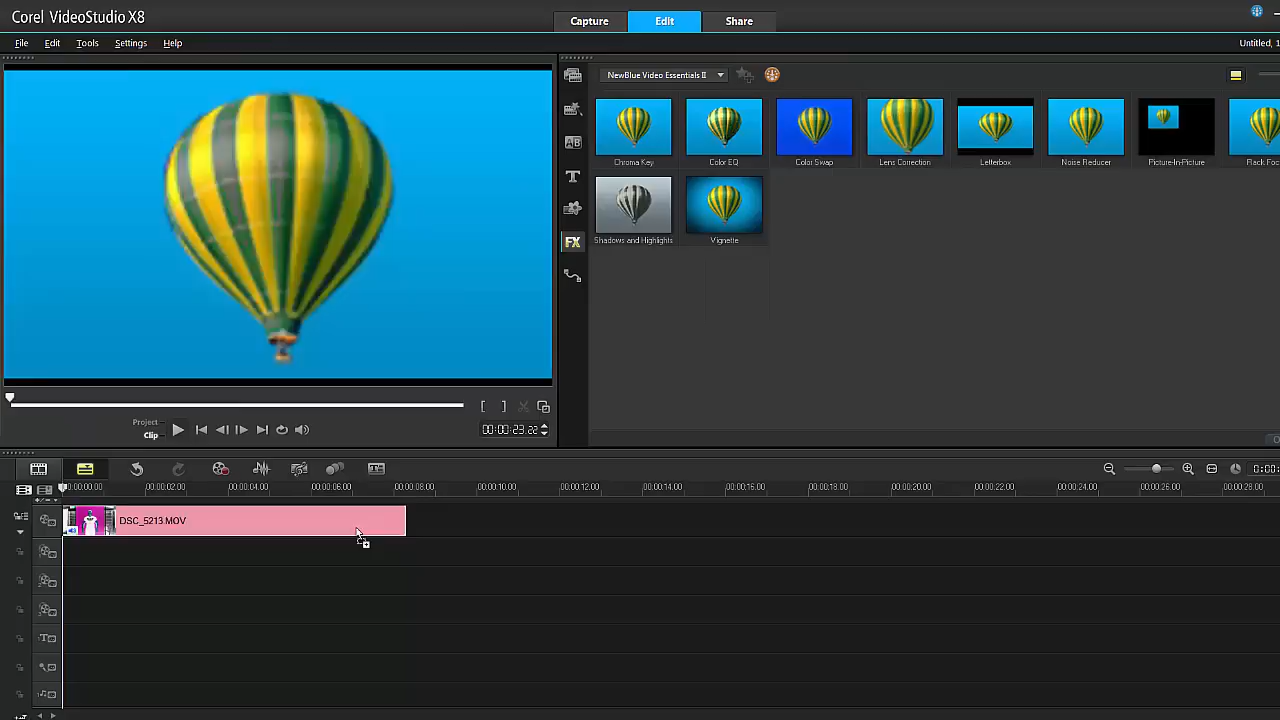 Corel VideoStudio X8
Capture
Edit
Share
File
Edit
Tools
Settings
Help
Untitled, 1
NewBlue Video Essentials II
Chroma Key
Color EQ
Color Swap
Lens Correction
Letterbox
Noise Reducer
Picture-In-Picture
Rack Foc
Shadows and Highlights
Vignette
FX
AB
T
Project
Clip
[ ]
00:00:23.22
0:00:
00:00:00:00
00:00:02:00
00:00:04:00
00:00:06:00
00:00:08:00
00:00:10:00
00:00:12:00
00:00:14:00
00:00:16:00
00:00:18:00
00:00:20:00
00:00:22:00
00:00:24:00
00:00:26:00
00:00:28:00
DSC_5213.MOV